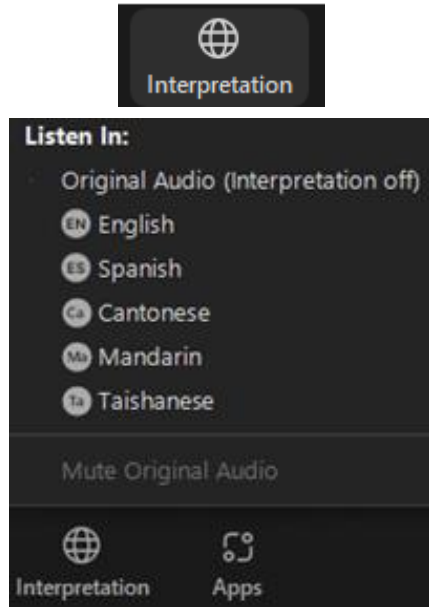 Interpretation
Listen In:
Original Audio (Interpretation off)
EN English
ES Spanish
Ca Cantonese
Ma Mandarin
Ta Taishanese
Mute Original Audio
Interpretation Apps